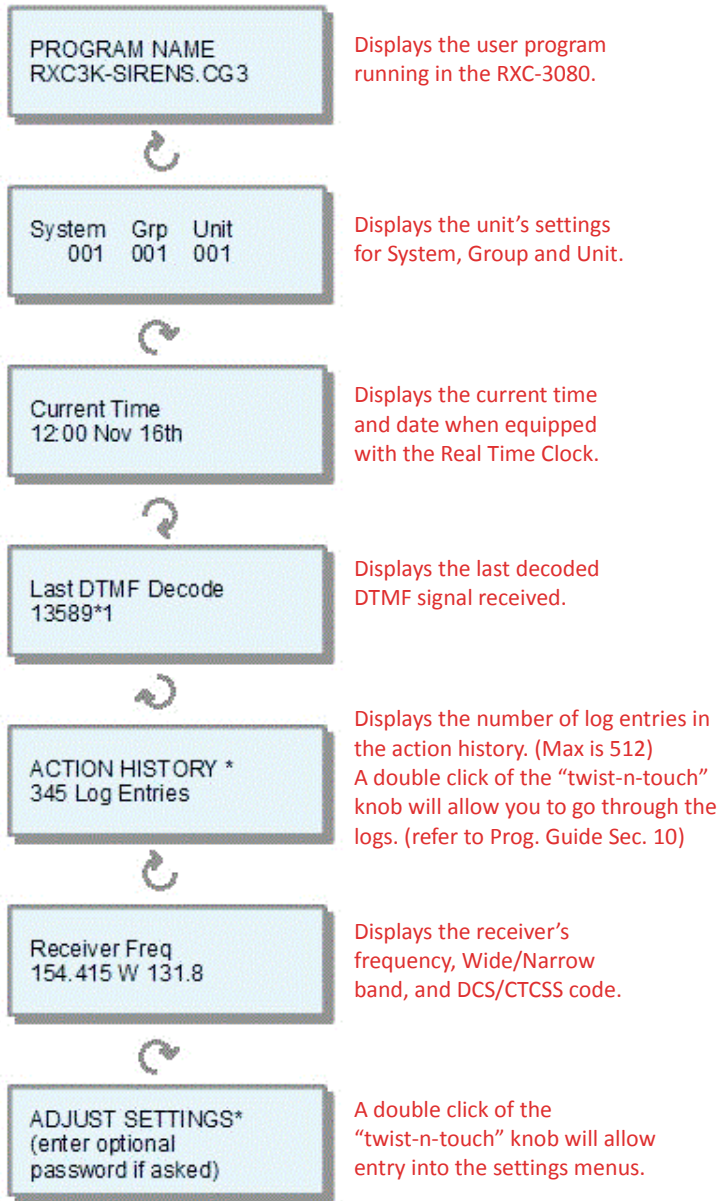 PROGRAM NAME
RXC3K-SIRENS.CG3
Displays the user program
running in the RXC-3080.
System Grp Unit
001 001 001
Displays the unit’s settings
for System, Group and Unit.
Current Time
12:00 Nov 16th
Displays the current time
and date when equipped
with the Real Time Clock.
Last DTMF Decode
13589*1
Displays the last decoded
DTMF signal received.
ACTION HISTORY *
345 Log Entries
Displays the number of log entries in
the action history. (Max is 512)
A double click of the “twist-n-touch”
knob will allow you to go through the
logs. (refer to Prog. Guide Sec. 10)
Receiver Freq
154.415 W 131.8
Displays the receiver’s
frequency, Wide/Narrow
band, and DCS/CTCSS code.
ADJUST SETTINGS*
(enter optional
password if asked)
A double click of the
“twist-n-touch” knob will allow
entry into the settings menus.